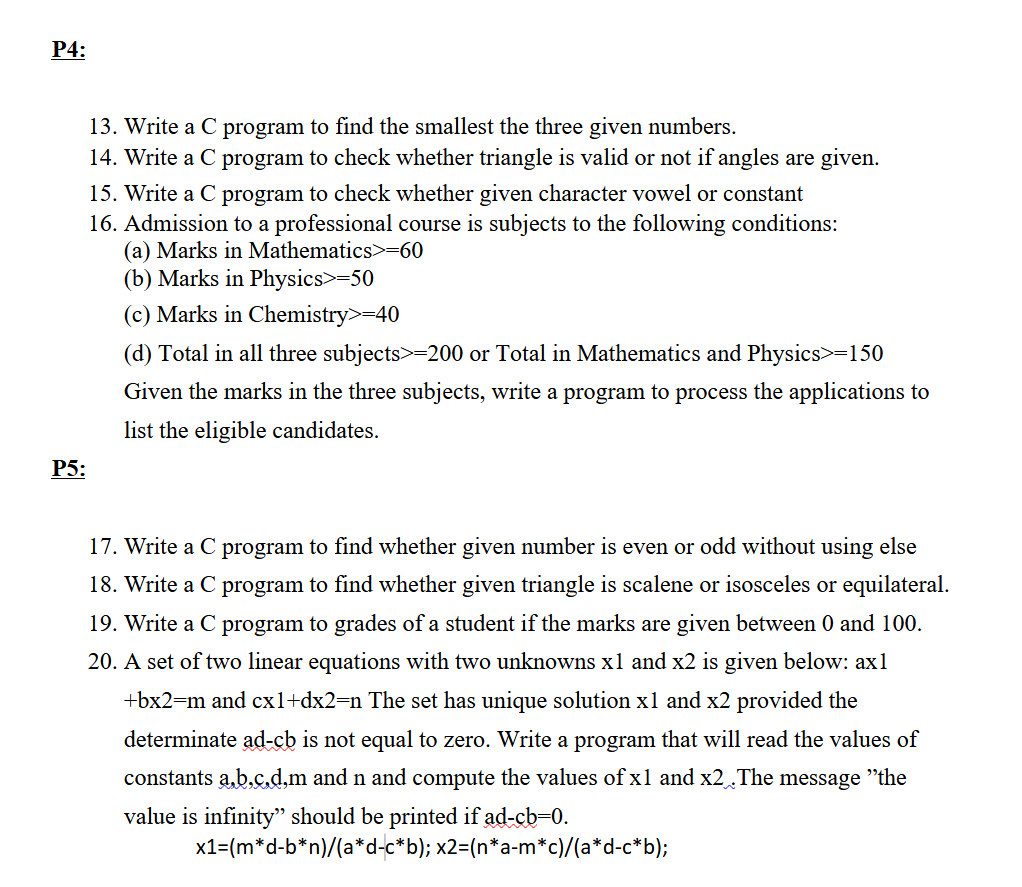 P4:
13. Write a C program to find the smallest the three given numbers.
14. Write a C program to check whether triangle is valid or not if angles are given.
15. Write a C program to check whether given character vowel or constant
16. Admission to a professional course is subjects to the following conditions:
(a) Marks in Mathematics>=60
(b) Marks in Physics>=50
(c) Marks in Chemistry>=40
(d) Total in all three subjects>=200 or Total in Mathematics and Physics>=150
Given the marks in the three subjects, write a program to process the applications to
list the eligible candidates.
P5:
17. Write a C program to find whether given number is even or odd without using else
18. Write a C program to find whether given triangle is scalene or isosceles or equilateral.
19. Write a C program to grades of a student if the marks are given between 0 and 100.
20. A set of two linear equations with two unknowns x1 and x2 is given below: ax1
+bx2=m and cx1+dx2=n The set has unique solution x1 and x2 provided the
determinate ad-cb is not equal to zero. Write a program that will read the values of
constants a,b,c,d,m and n and compute the values of x1 and x2 .The message ”the
value is infinity” should be printed if ad-cb=0.
x1=(m*d-b*n)/(a*d-c*b); x2=(n*a-m*c)/(a*d-c*b);